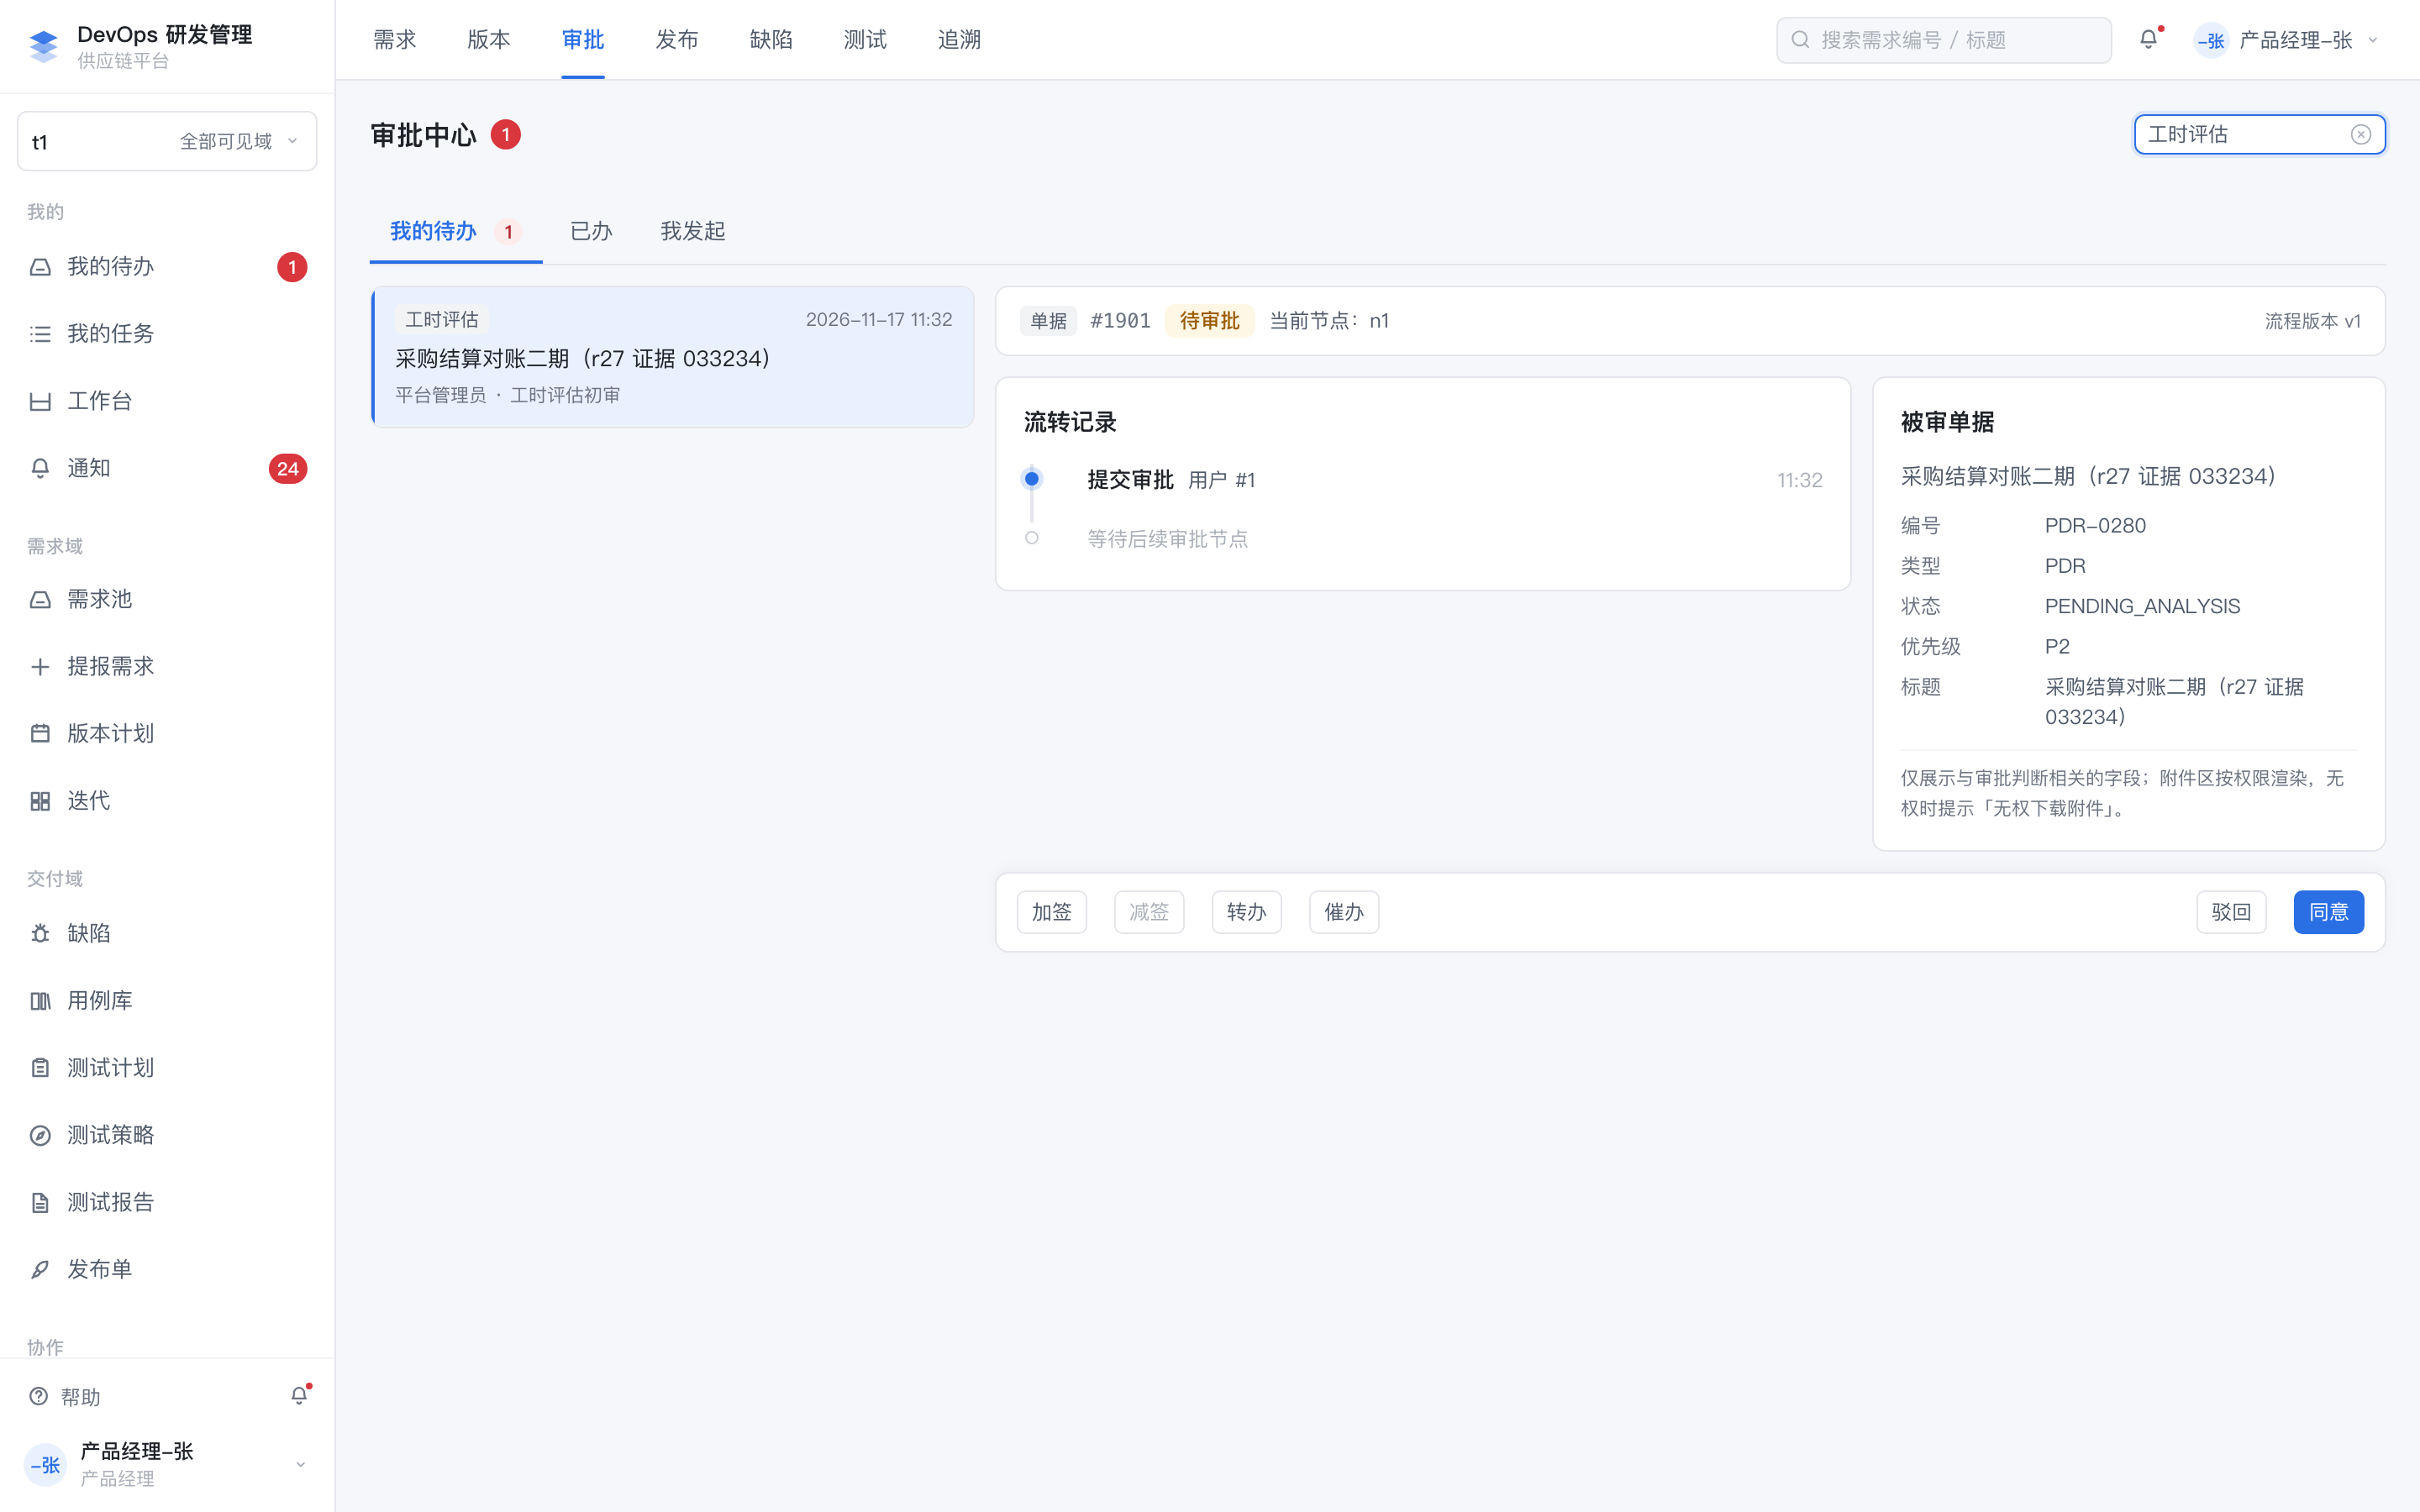 DevOps 研发管理
供应链平台
t1 全部可见域
我的
我的待办 1
我的任务
工作台
通知 24
需求域
需求池
提报需求
版本计划
迭代
交付域
缺陷
用例库
测试计划
测试策略
测试报告
发布单
协作
帮助
-张 产品经理-张
产品经理
需求 版本 审批 发布 缺陷 测试 追溯
搜索需求编号 / 标题
-张 产品经理-张
审批中心 1
工时评估
我的待办 1 已办 我发起
工时评估 2026-11-17 11:32
采购结算对账二期（r27 证据 033234）
平台管理员 · 工时评估初审
单据 #1901 待审批 当前节点：n1 流程版本 v1
流转记录
提交审批 用户 #1 11:32
等待后续审批节点
被审单据
采购结算对账二期（r27 证据 033234）
编号 PDR-0280
类型 PDR
状态 PENDING_ANALYSIS
优先级 P2
标题 采购结算对账二期（r27 证据
033234）
仅展示与审批判断相关的字段；附件区按权限渲染，无
权时提示「无权下载附件」。
加签 减签 转办 催办 驳回 同意